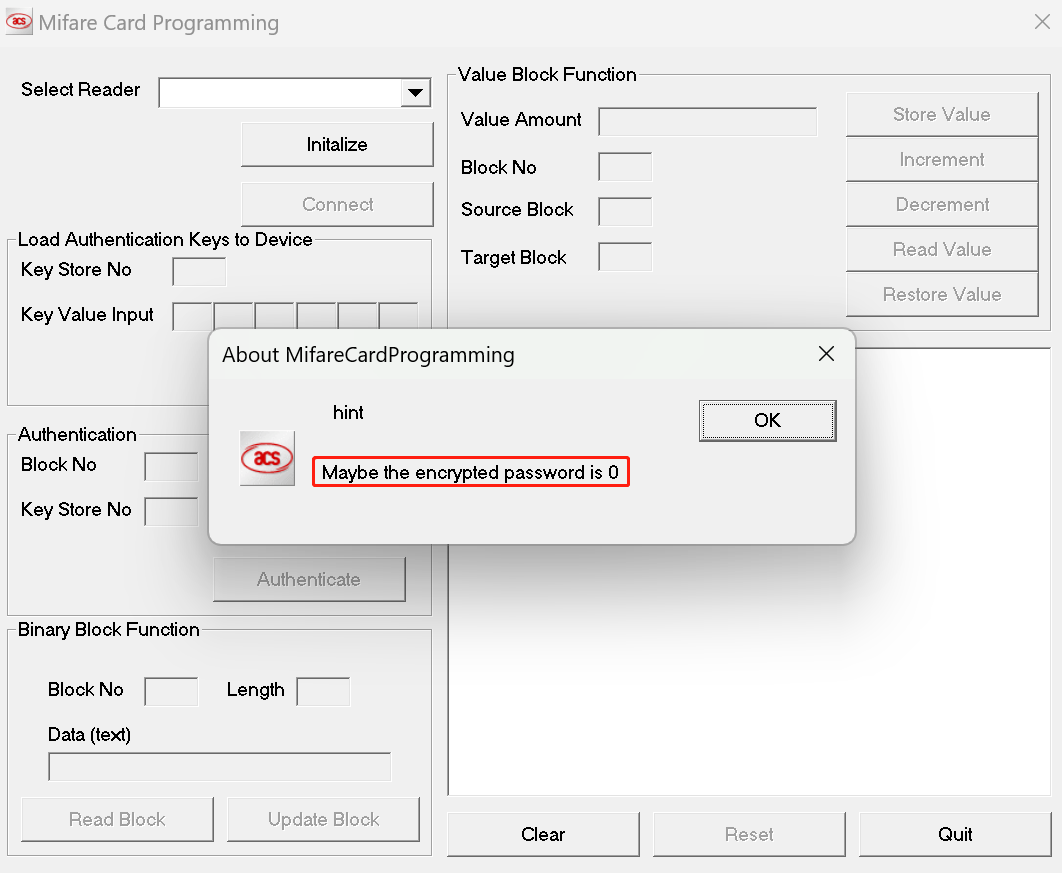 acs Mifare Card Programming
Select Reader
Initalize
Connect
Load Authentication Keys to Device
Key Store No
Key Value Input
Authentication
Block No
Key Store No
Authenticate
Binary Block Function
Block No Length
Data (text)
Read Block Update Block
Value Block Function
Value Amount
Block No
Source Block
Target Block
Store Value
Increment
Decrement
Read Value
Restore Value
About MifareCardProgramming
hint
OK
acs
Maybe the encrypted password is 0
Clear Reset Quit